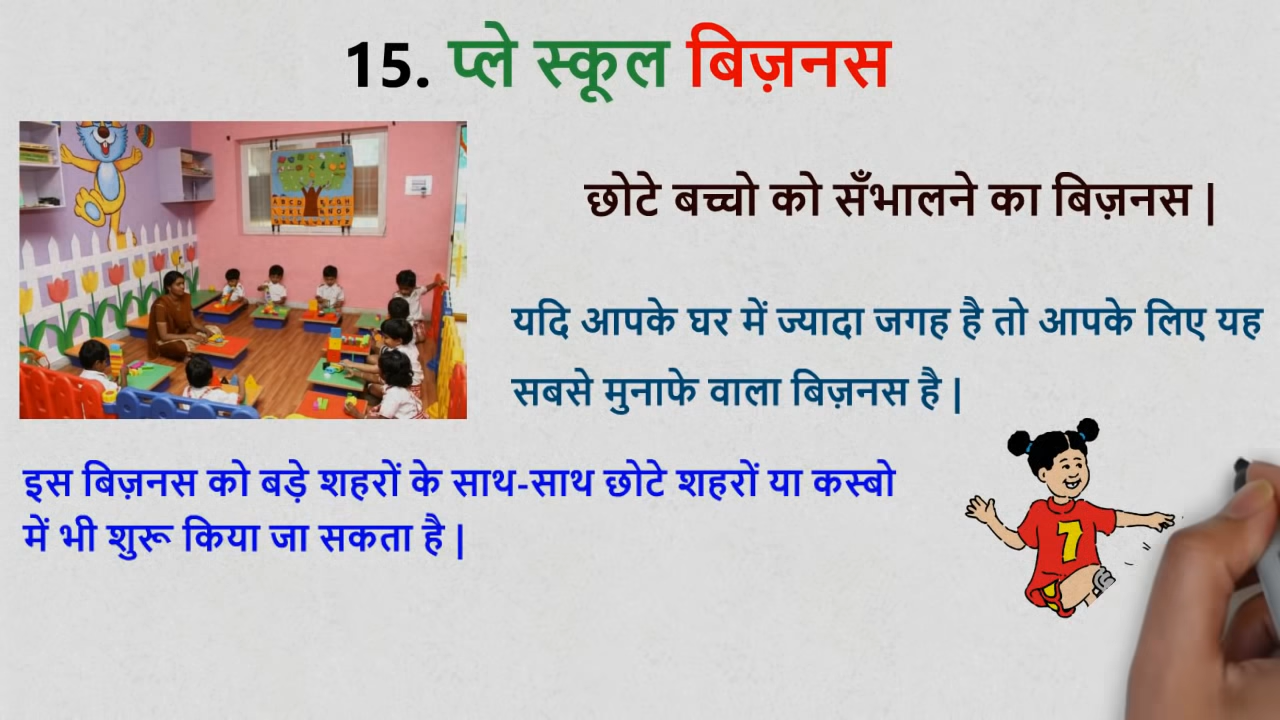 15. प्ले स्कूल बिज़नस
छोटे बच्चो को सँभालने का बिज़नस |
यदि आपके घर में ज्यादा जगह है तो आपके लिए यह
सबसे मुनाफे वाला बिज़नस है |
इस बिज़नस को बड़े शहरों के साथ-साथ छोटे शहरों या कस्बो
में भी शुरू किया जा सकता है |
7